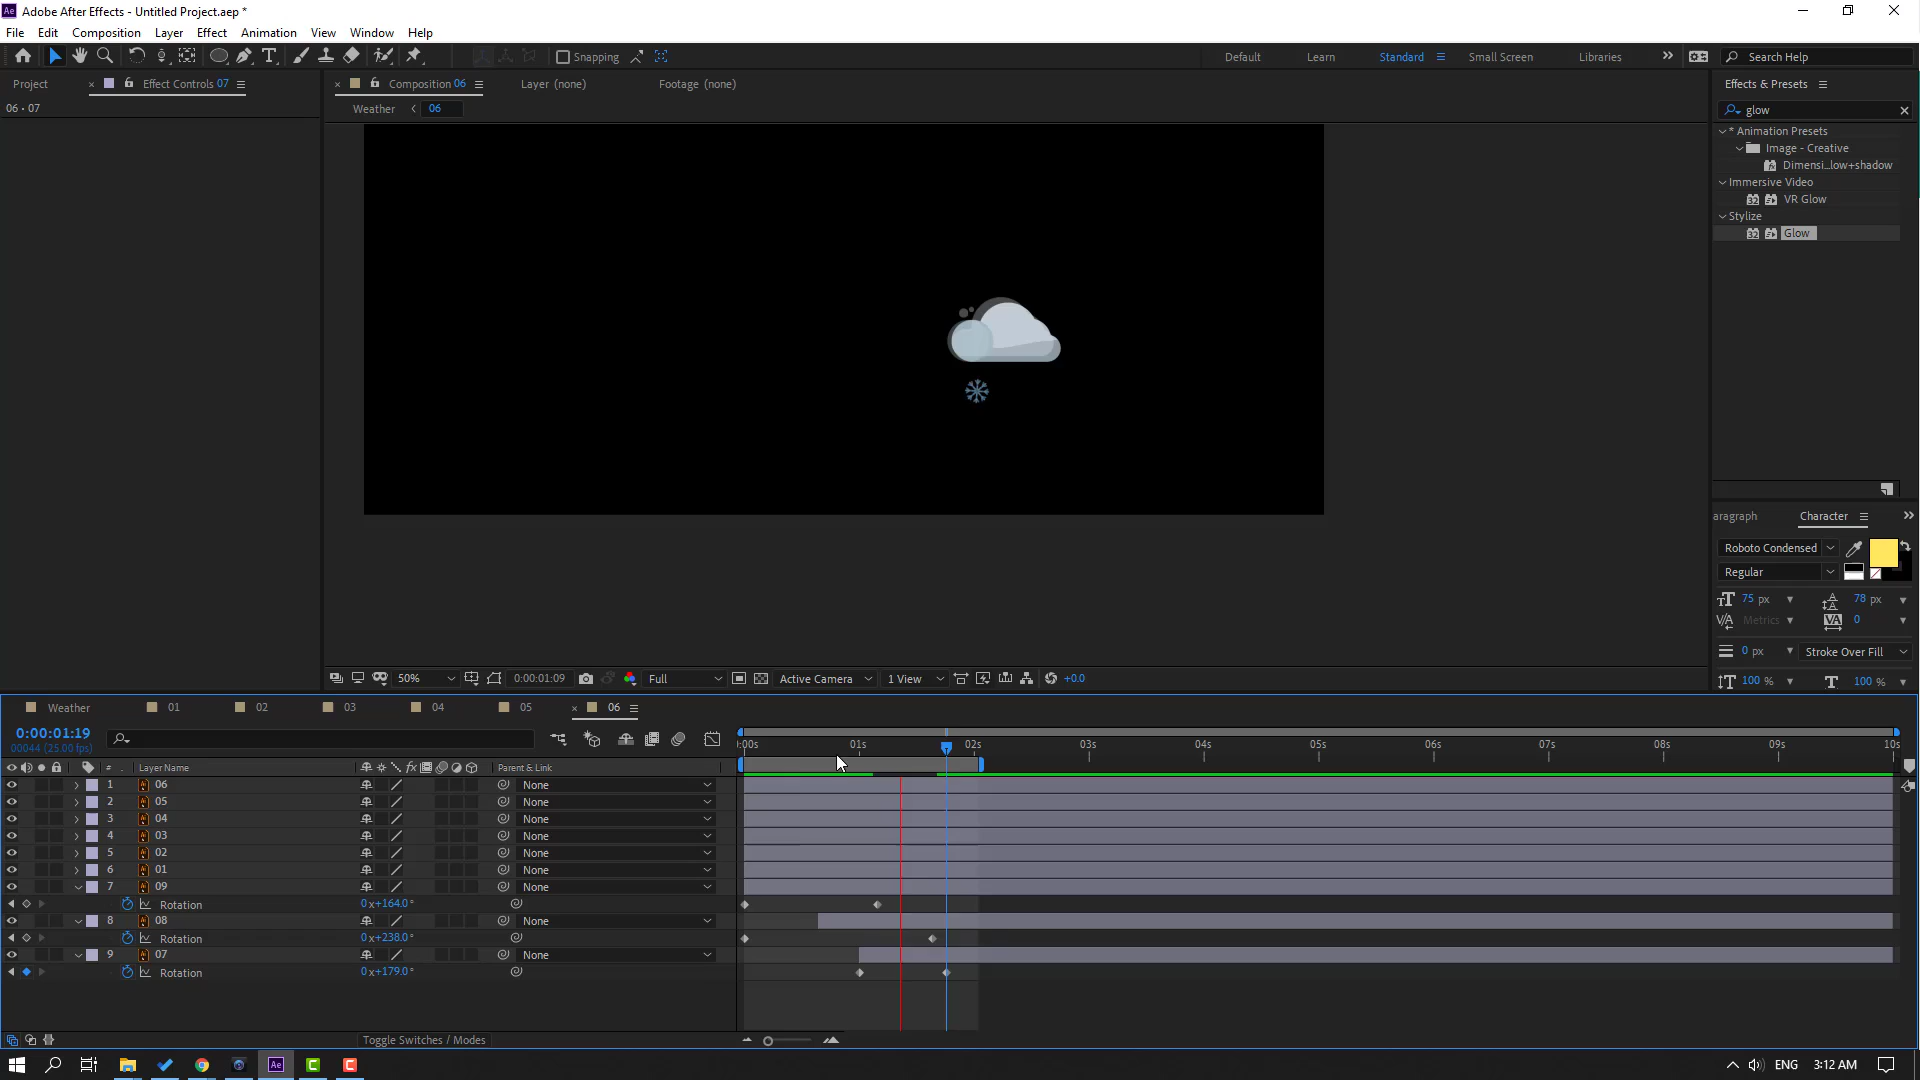 Adobe After Effects - Untitled Project.aep *
File Edit Composition Layer Effect Animation View Window Help
Snapping Default Learn Standard Small Screen Libraries Search Help
Project Effect Controls 07 Composition 06 Layer (none) Footage (none) Effects & Presets
06 • 07 Weather 06 glow
* Animation Presets
Image - Creative
Dimensi...low+shadow
Immersive Video
VR Glow
Stylize
Glow
aragraph Character
Roboto Condensed
Regular
75 px 78 px
Metrics 0
0 px Stroke Over Fill
100 % 100 %
50% 0:00:01:09 Full Active Camera 1 View +0.0
Weather 01 02 03 04 05 06
0:00:01:19
00044 (25.00 fps)
:00s 01s 02s 03s 04s 05s 06s 07s 08s 09s 10s
# Layer Name Parent & Link
1 06 None
2 05 None
3 04 None
4 03 None
5 02 None
6 01 None
7 09 None
Rotation 0x+164.0°
8 08 None
Rotation 0x+238.0°
9 07 None
Rotation 0x+179.0°
Toggle Switches / Modes
ENG 3:12 AM